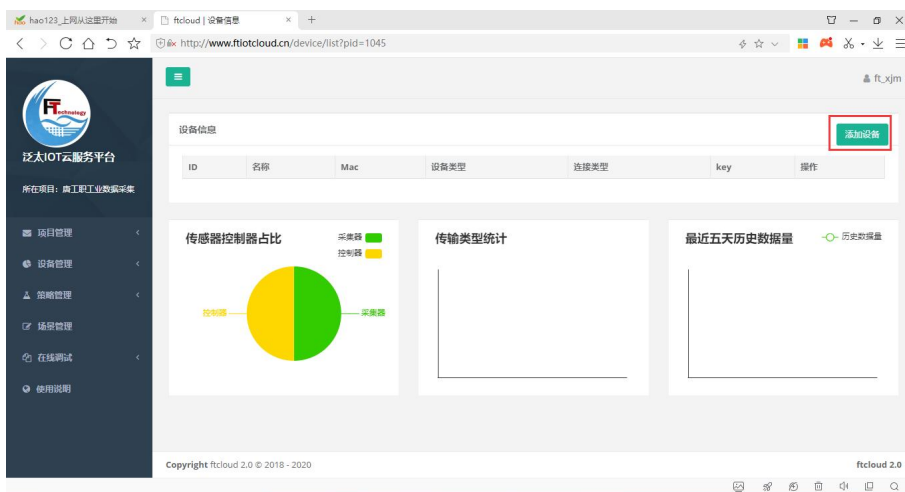 hao123_上网从这里开始
ftcloud | 设备信息
http://www.ftiotcloud.cn/device/list?pid=1045
FTechnology
泛太IOT云服务平台
所在项目：唐工职工业数据采集
项目管理
设备管理
策略管理
场景管理
在线调试
使用说明
ft_xjm
设备信息
添加设备
ID 名称 Mac 设备类型 连接类型 key 操作
传感器控制器占比
采集器
控制器
控制器
采集器
传输类型统计
最近五天历史数据量
历史数据量
Copyright ftcloud 2.0 © 2018 - 2020
ftcloud 2.0